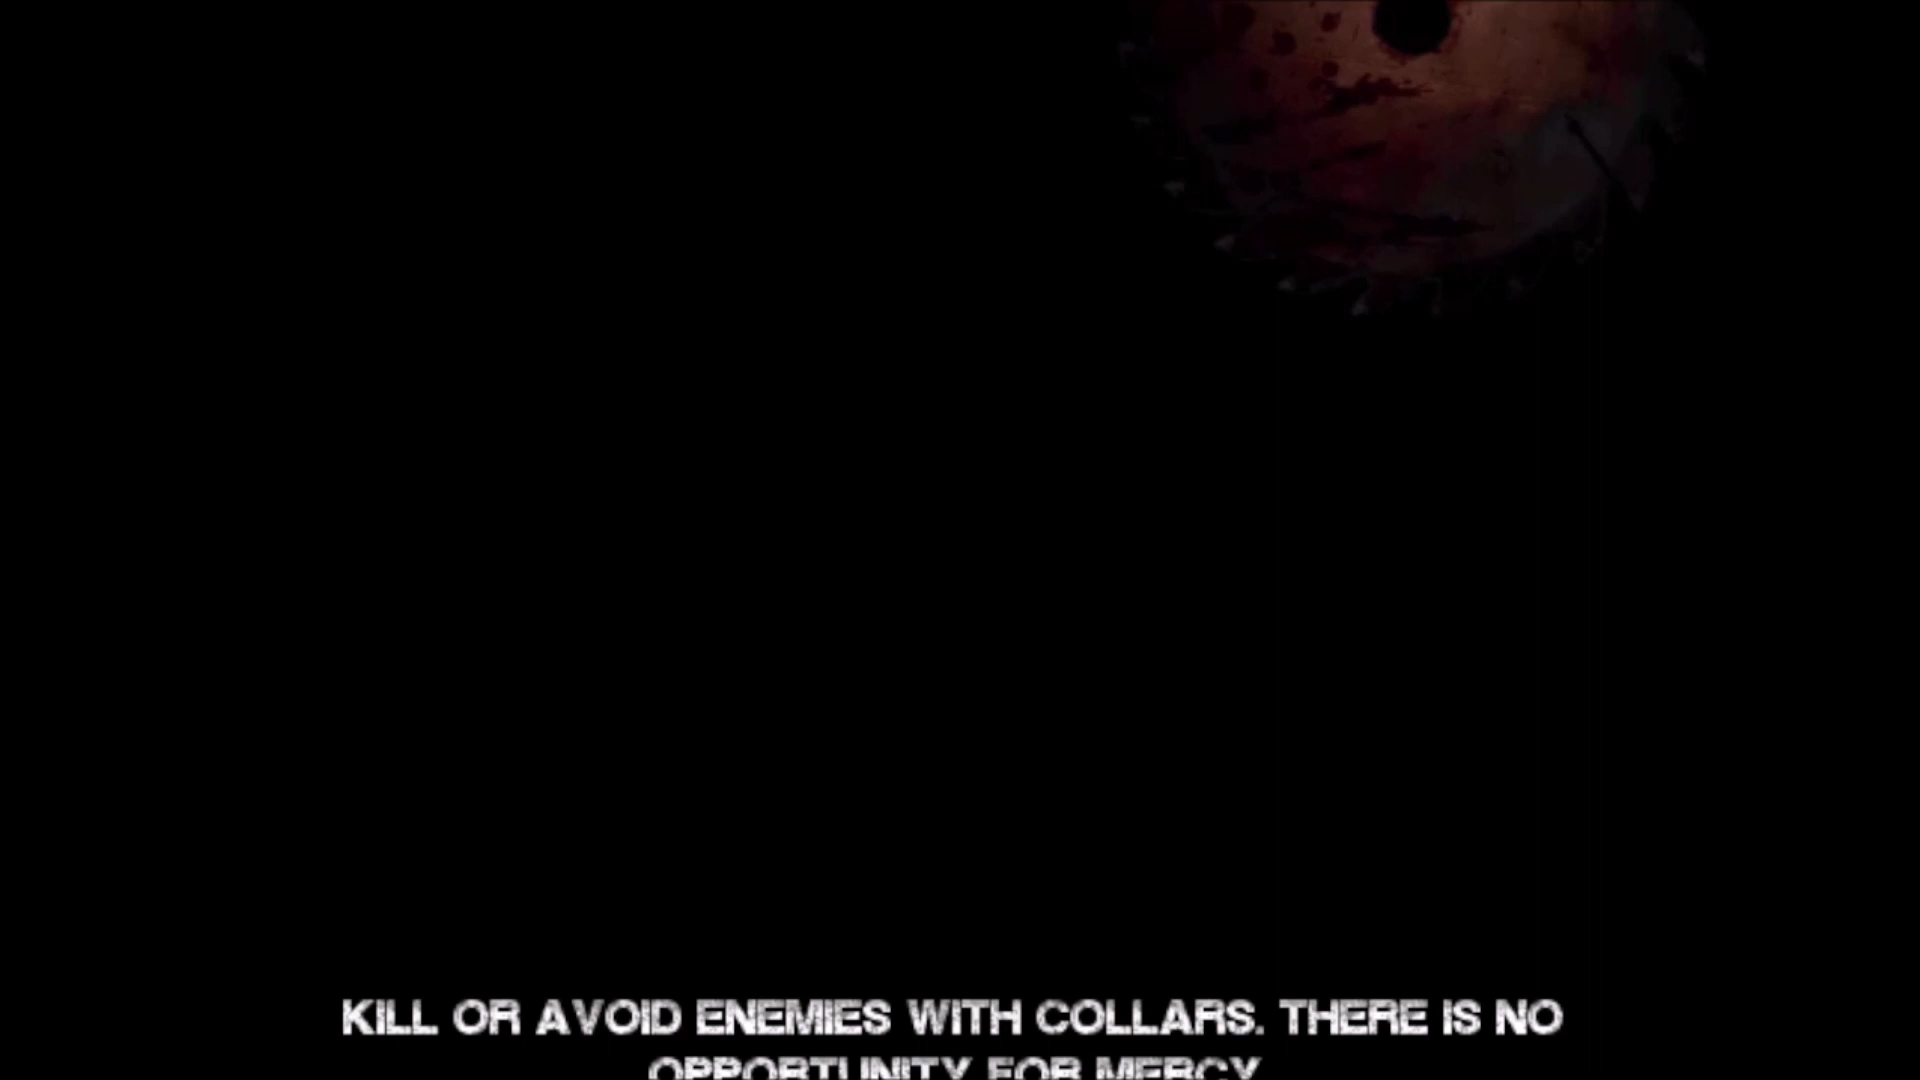 KILL OR AVOID ENEMIES WITH COLLARS. THERE IS NO
OPPORTUNITY FOR MERCY